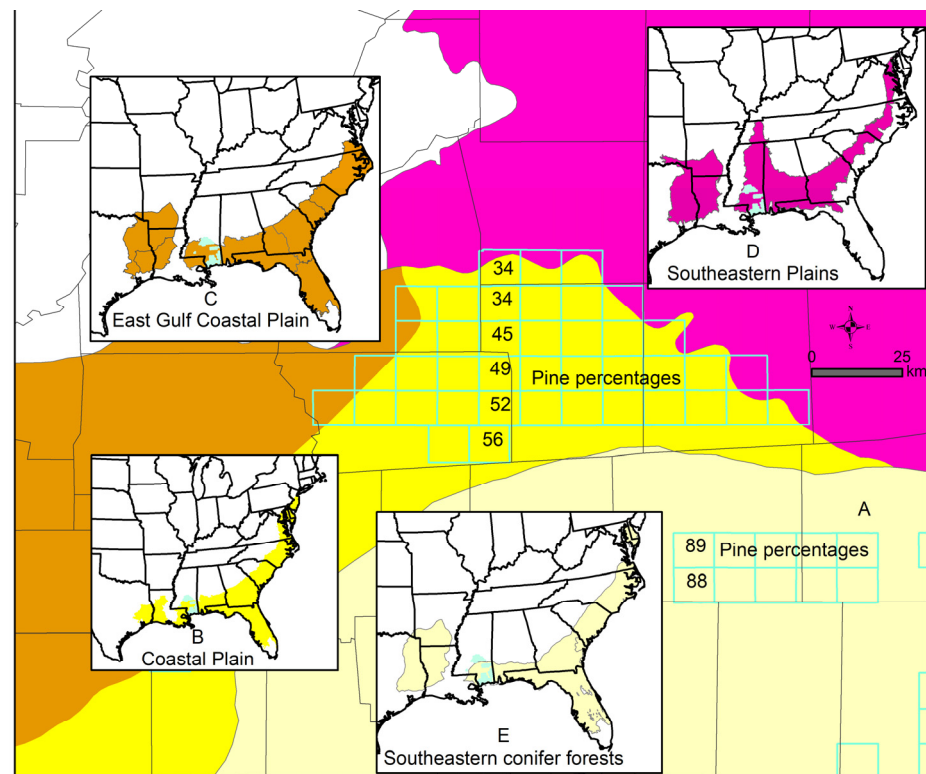 C
East Gulf Coastal Plain
D
Southeastern Plains
N
W E
S
0 25
km
34
34
45
49
Pine percentages
52
56
B
Coastal Plain
A
89 Pine percentages
88
E
Southeastern conifer forests